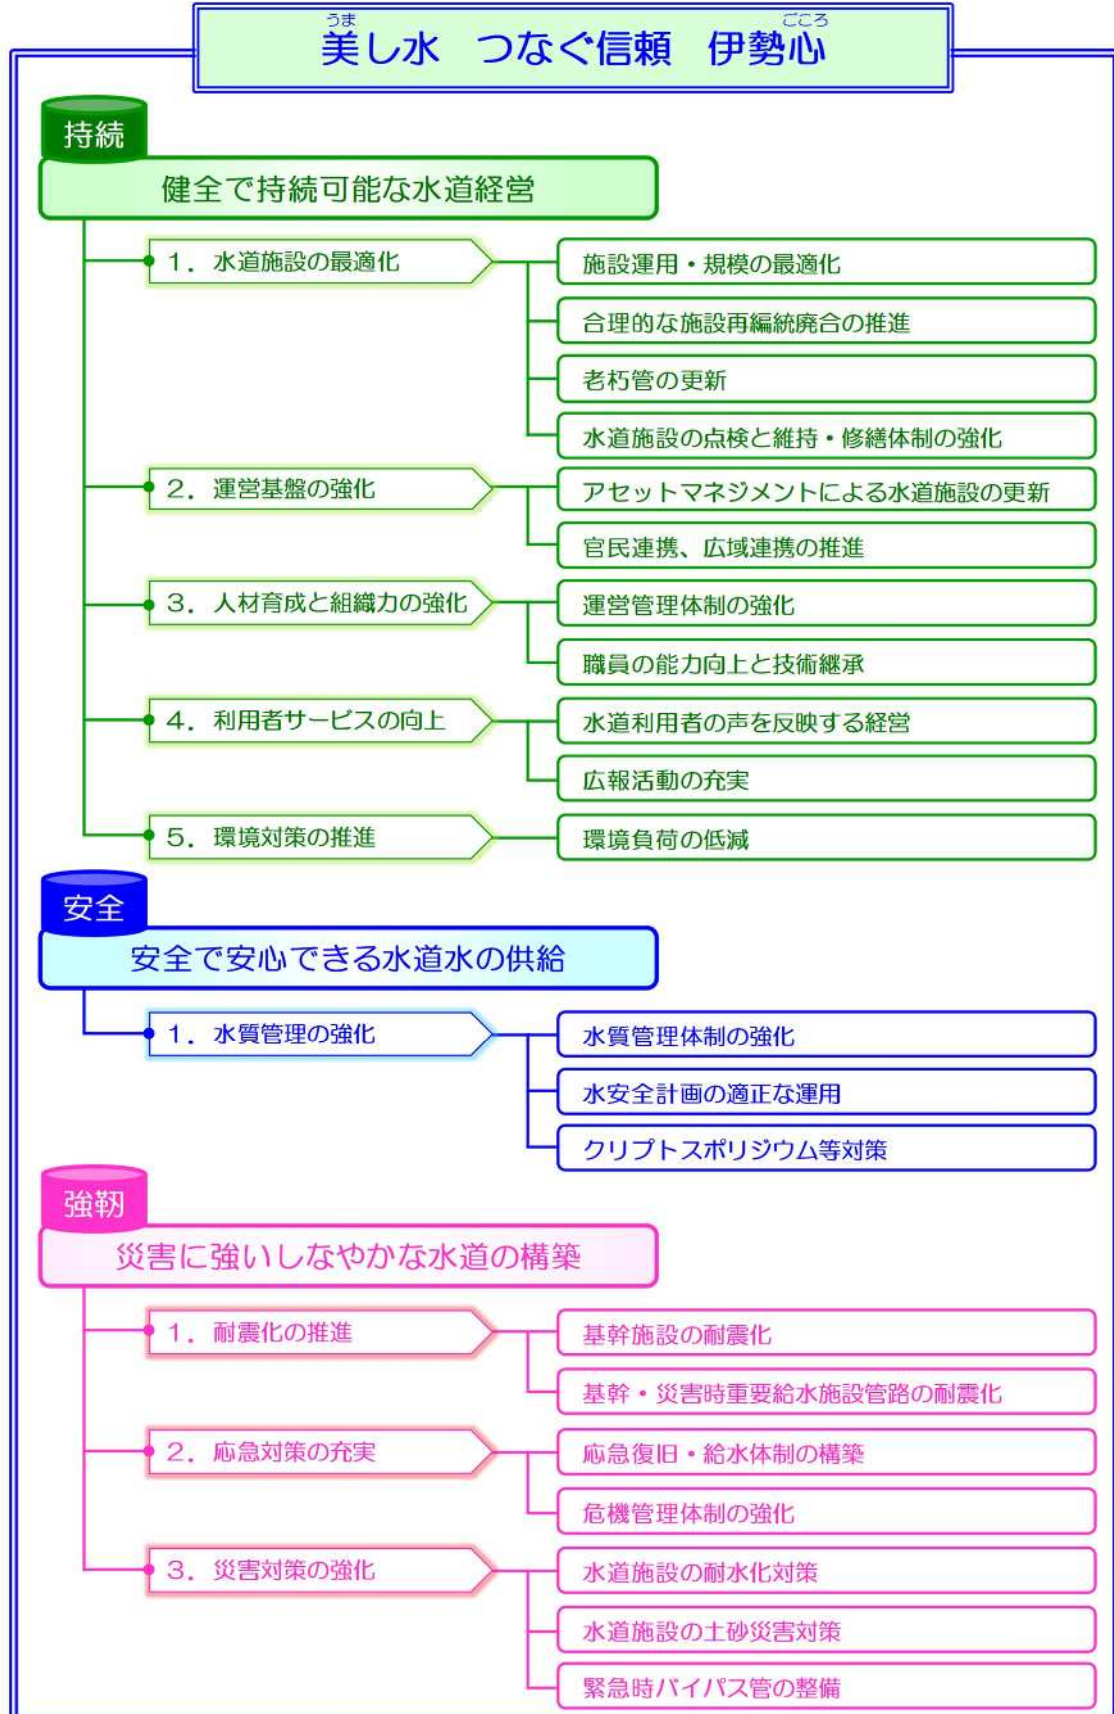 うま ごころ
美し水 つなぐ信頼 伊勢心
持続
健全で持続可能な水道経営
1．水道施設の最適化
施設運用・規模の最適化
合理的な施設再編統廃合の推進
老朽管の更新
水道施設の点検と維持・修繕体制の強化
2．運営基盤の強化
アセットマネジメントによる水道施設の更新
官民連携、広域連携の推進
3．人材育成と組織力の強化
運営管理体制の強化
職員の能力向上と技術継承
4．利用者サービスの向上
水道利用者の声を反映する経営
広報活動の充実
5．環境対策の推進
環境負荷の低減
安全
安全で安心できる水道水の供給
1．水質管理の強化
水質管理体制の強化
水安全計画の適正な運用
クリプトスポリジウム等対策
強靭
災害に強いしなやかな水道の構築
1．耐震化の推進
基幹施設の耐震化
基幹・災害時重要給水施設管路の耐震化
2．応急対策の充実
応急復旧・給水体制の構築
危機管理体制の強化
3．災害対策の強化
水道施設の耐水化対策
水道施設の土砂災害対策
緊急時バイパス管の整備